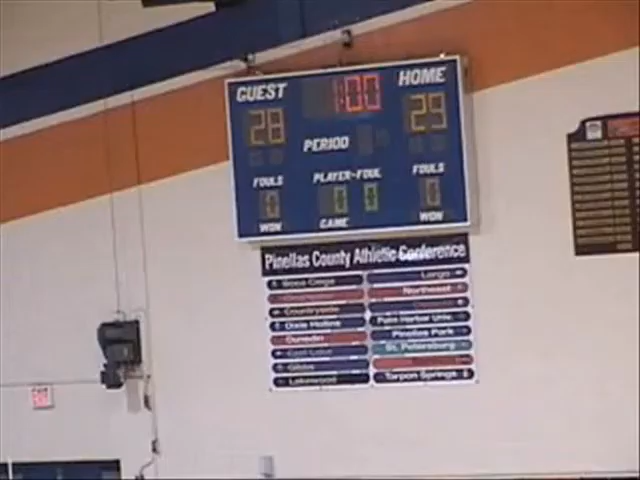 GUEST
HOME
1:00
28
29
PERIOD
FOULS
PLAYER-FOUL
FOULS
0
0
0
0
WON
GAME
WON
Pinellas County Athletic Conference
Boca Ciega
Largo
Northeast
Countryside
Dixie Hollins
Palm Harbor Univ.
Dunedin
Pinellas Park
East Lake
St. Petersburg
Gibbs
Lakewood
Tarpon Springs